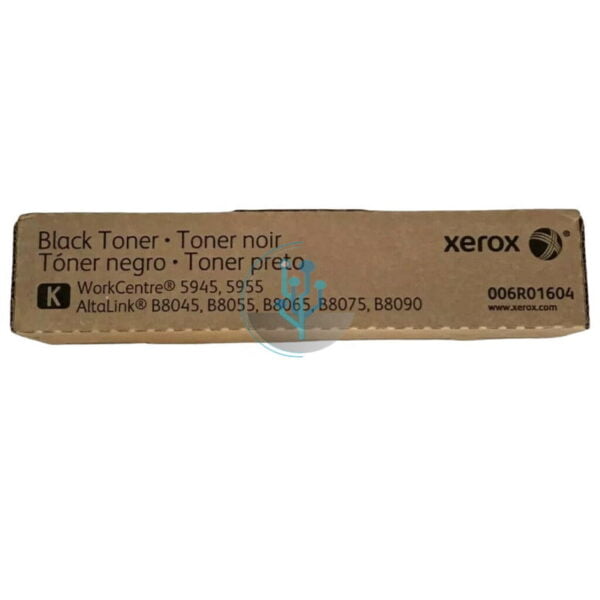 Black Toner • Toner noir
Tóner negro • Toner preto
K
WorkCentre® 5945, 5955
AltaLink® B8045, B8055, B8065, B8075, B8090
xerox ®
006R01604
www.xerox.com